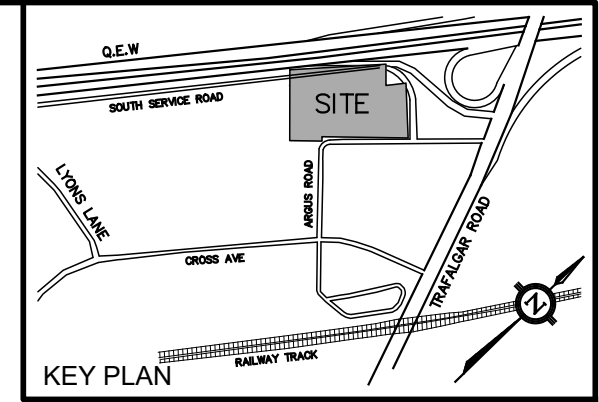 Q.E.W
SOUTH SERVICE ROAD
SITE
LYONS LANE
ARGUS ROAD
CROSS AVE
TRAFALGAR ROAD
N
RAILWAY TRACK
KEY PLAN